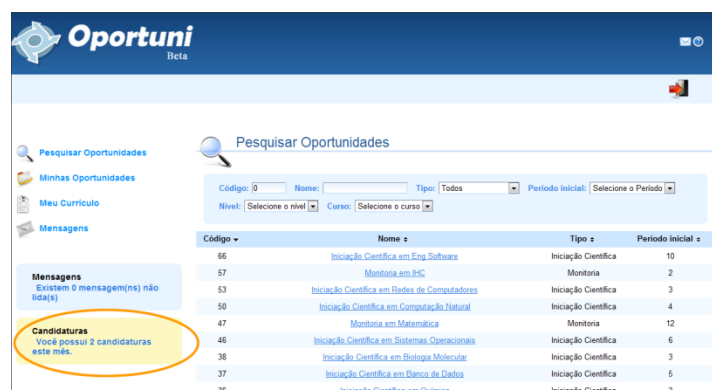 Oportuni
Beta
Pesquisar Oportunidades
Minhas Oportunidades
Meu Currículo
Mensagens
Mensagens
Existem 0 mensagem(ns) não
lida(s)
Candidaturas
Você possui 2 candidaturas
este mês.
Pesquisar Oportunidades
Código: 0 Nome: Tipo: Todos Período inicial: Selecione o Período
Nível: Selecione o nível Curso: Selecione o curso
Código Nome Tipo Período inicial
66 Iniciação Científica em Eng Software Iniciação Científica 10
57 Monitoria em IHC Monitoria 2
53 Iniciação Científica em Redes de Computadores Iniciação Científica 3
50 Iniciação Científica em Computação Natural Iniciação Científica 4
47 Monitoria em Matemática Monitoria 12
46 Iniciação Científica em Sistemas Operacionais Iniciação Científica 6
38 Iniciação Científica em Biologia Molecular Iniciação Científica 3
37 Iniciação Científica em Banco de Dados Iniciação Científica 5